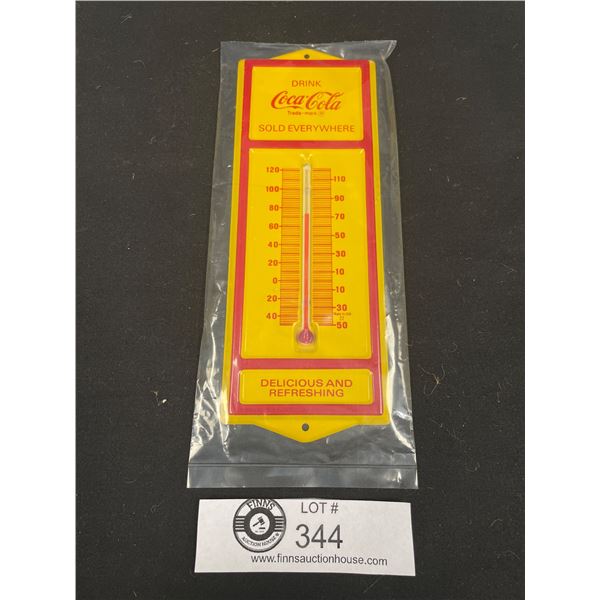 DRINK
Coca-Cola
Trade-mark ®
SOLD EVERYWHERE
120
110
100
90
80
70
60
50
40
30
20
10
0
10
20
30
40
50
DELICIOUS AND
REFRESHING
FINNS
AUCTION HOUSE
LOT #
344
www.finnsauctionhouse.com